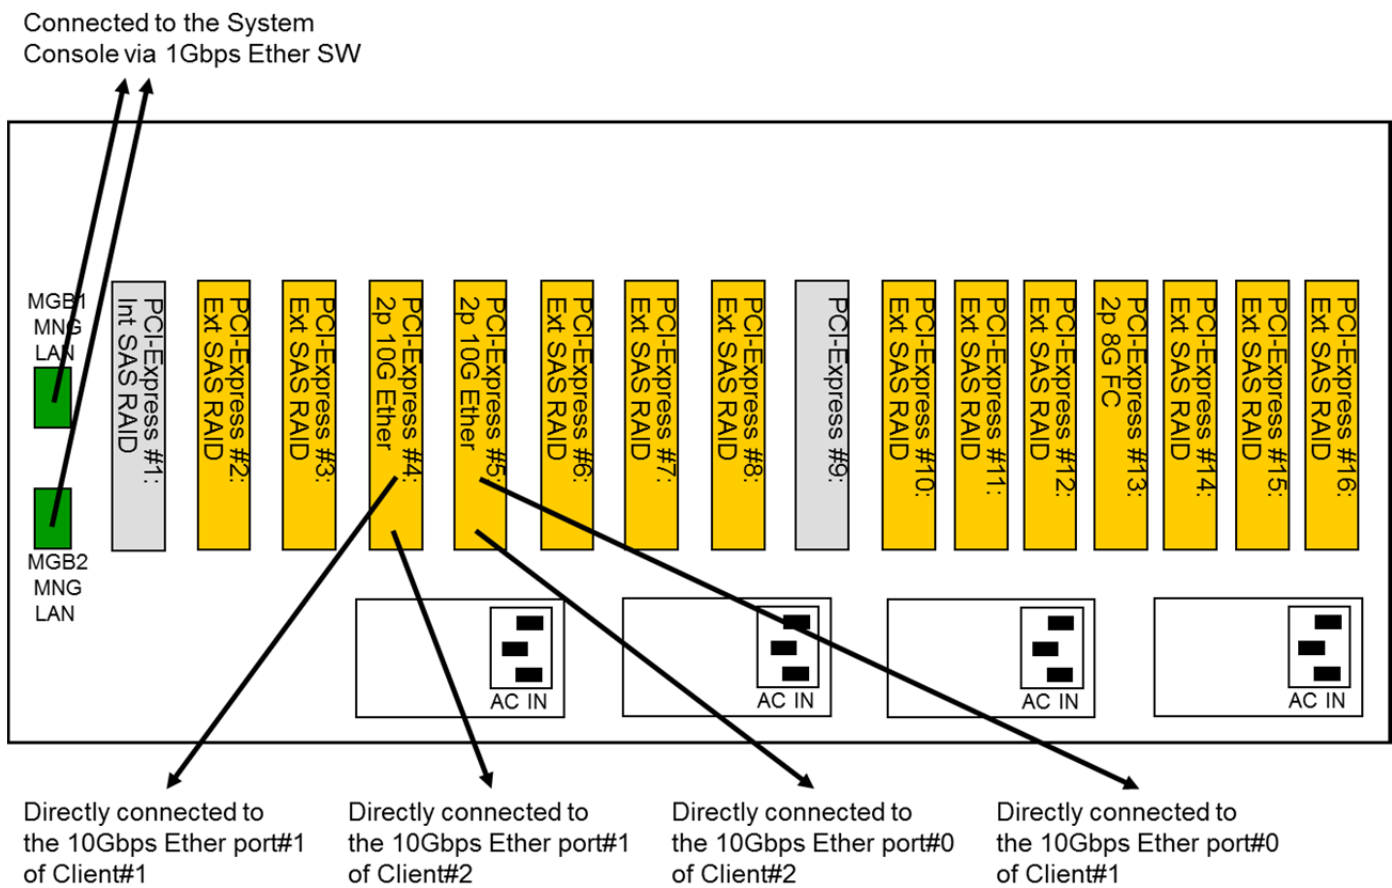 Connected to the System
Console via 1Gbps Ether SW
MGB1
MNG
LAN
MGB2
MNG
LAN
PCI-Express #1:
Int SAS RAID
PCI-Express #2:
Ext SAS RAID
PCI-Express #3:
Ext SAS RAID
PCI-Express #4:
2p 10G Ether
PCI-Express #5:
2p 10G Ether
PCI-Express #6:
Ext SAS RAID
PCI-Express #7:
Ext SAS RAID
PCI-Express #8:
Ext SAS RAID
PCI-Express #9:
PCI-Express #10:
Ext SAS RAID
PCI-Express #11:
Ext SAS RAID
PCI-Express #12:
Ext SAS RAID
PCI-Express #13:
2p 8G FC
PCI-Express #14:
Ext SAS RAID
PCI-Express #15:
Ext SAS RAID
PCI-Express #16:
Ext SAS RAID
AC IN
AC IN
AC IN
AC IN
Directly connected to
the 10Gbps Ether port#1
of Client#1
Directly connected to
the 10Gbps Ether port#1
of Client#2
Directly connected to
the 10Gbps Ether port#0
of Client#2
Directly connected to
the 10Gbps Ether port#0
of Client#1